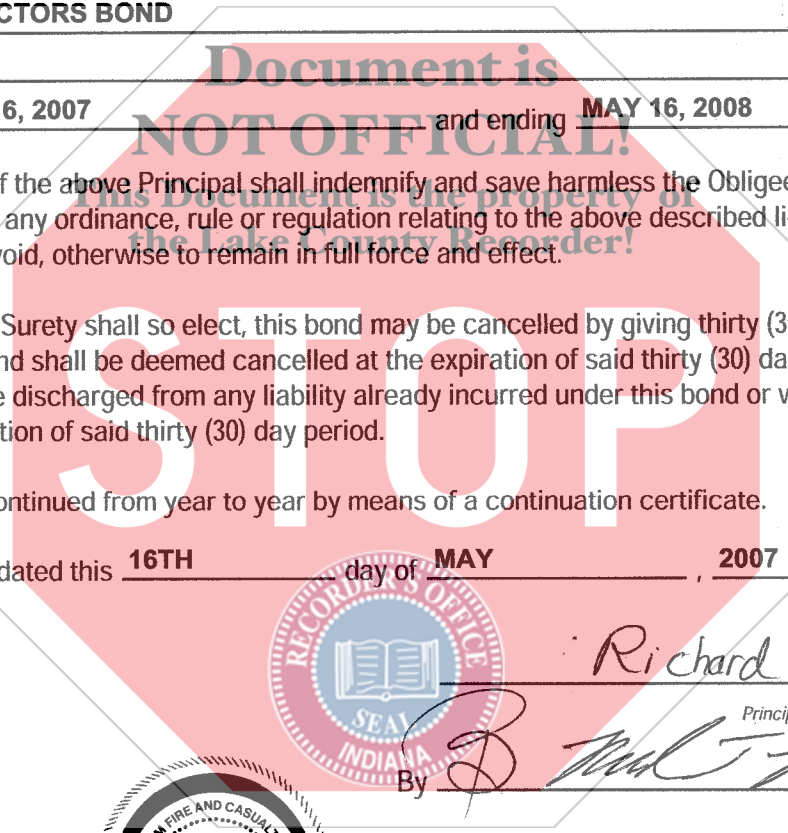 CTORS BOND
Document is
6, 2007 and ending MAY 16, 2008
NOT OFFICIAL!
f the above Principal shall indemnify and save harmless the Obligee
This Document is the property of
any ordinance, rule or regulation relating to the above described li
the Lake County Recorder!
oid, otherwise to remain in full force and effect.
Surety shall so elect, this bond may be cancelled by giving thirty (3
nd shall be deemed cancelled at the expiration of said thirty (30) da
e discharged from any liability already incurred under this bond or w
tion of said thirty (30) day period.
STOP
ontinued from year to year by means of a continuation certificate.
dated this 16TH day of MAY , 2007
RECORDER'S OFFICE
SEAL
INDIANA
Richard
Princip
By
M FIRE AND CASUALT